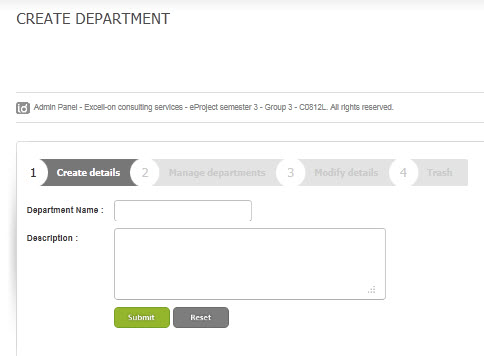 CREATE DEPARTMENT
id Admin Panel - Excell-on consulting services - eProject semester 3 - Group 3 - C0812L. All rights reserved.
1 Create details 2 Manage departments 3 Modify details 4 Trash
Department Name :
Description :
Submit Reset